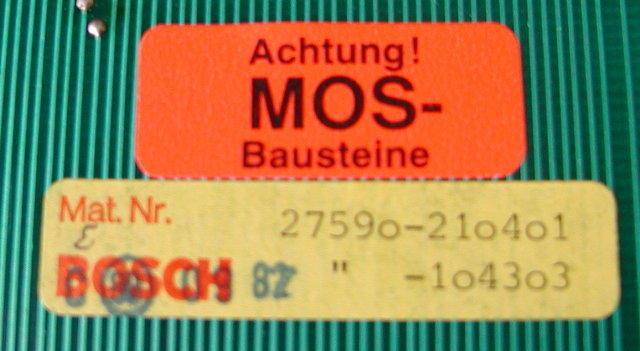 Achtung!
MOS-
Bausteine
Mat. Nr. 2759o-21o4o1
BOSCH " -1o43o3